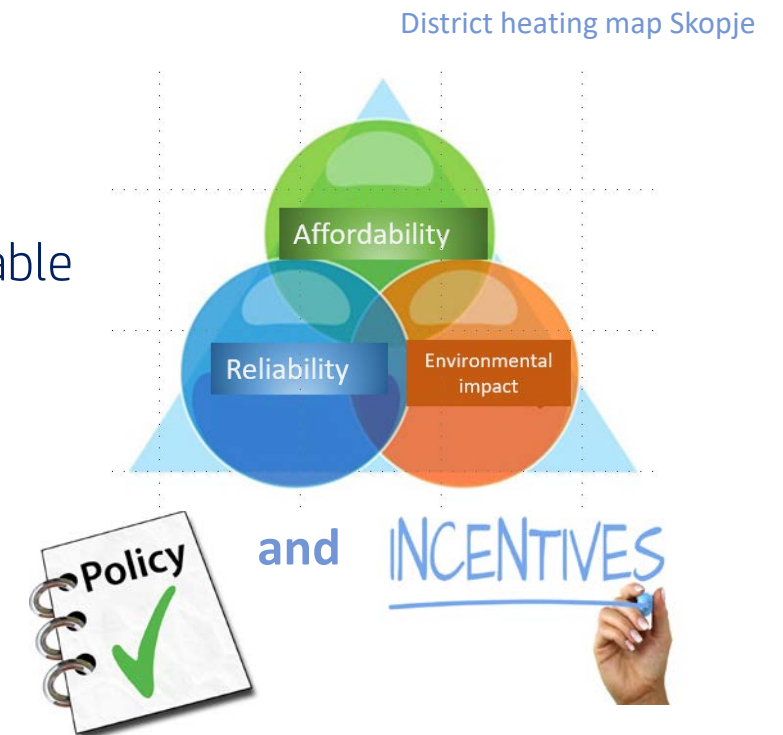 District heating map Skopje
Affordability
able
Reliability
Environmental
impact
Policy
and
INCENTIVES